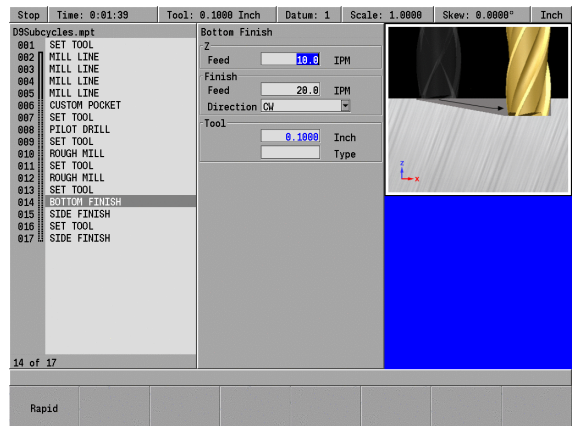 Stop Time: 0:01:39 Tool: 0.1000 Inch Datum: 1 Scale: 1.0000 Skew: 0.0000° Inch
D9Subcycles.mpt
001 SET TOOL
002 MILL LINE
003 MILL LINE
004 MILL LINE
005 MILL LINE
006 CUSTOM POCKET
007 SET TOOL
008 PILOT DRILL
009 SET TOOL
010 ROUGH MILL
011 SET TOOL
012 ROUGH MILL
013 SET TOOL
014 BOTTOM FINISH
015 SIDE FINISH
016 SET TOOL
017 SIDE FINISH
14 of 17
Bottom Finish
Z
Feed 10.0 IPM
Finish
Feed 20.0 IPM
Direction CW
Tool
0.1000 Inch
Type
Z
X
Rapid